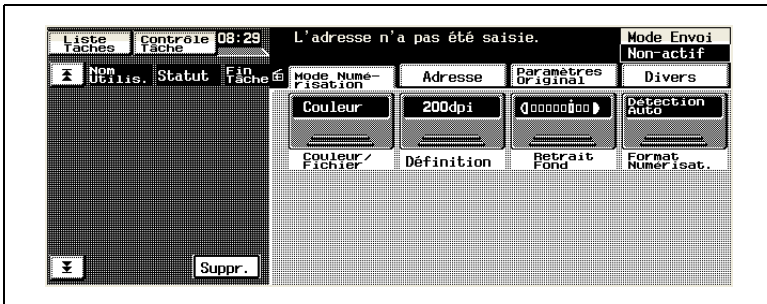 Liste Tâches
Contrôle Tâche
08:29
L'adresse n'a pas été saisie.
Mode Envoi
Non-actif
Nom Utilis.
Statut
Fin Tâche
Mode Numé-
risation
Adresse
Paramètres
Original
Divers
Couleur
200dpi
Détection
Auto
Couleur/
Fichier
Définition
Retrait
Fond
Format
Numérisat.
Suppr.